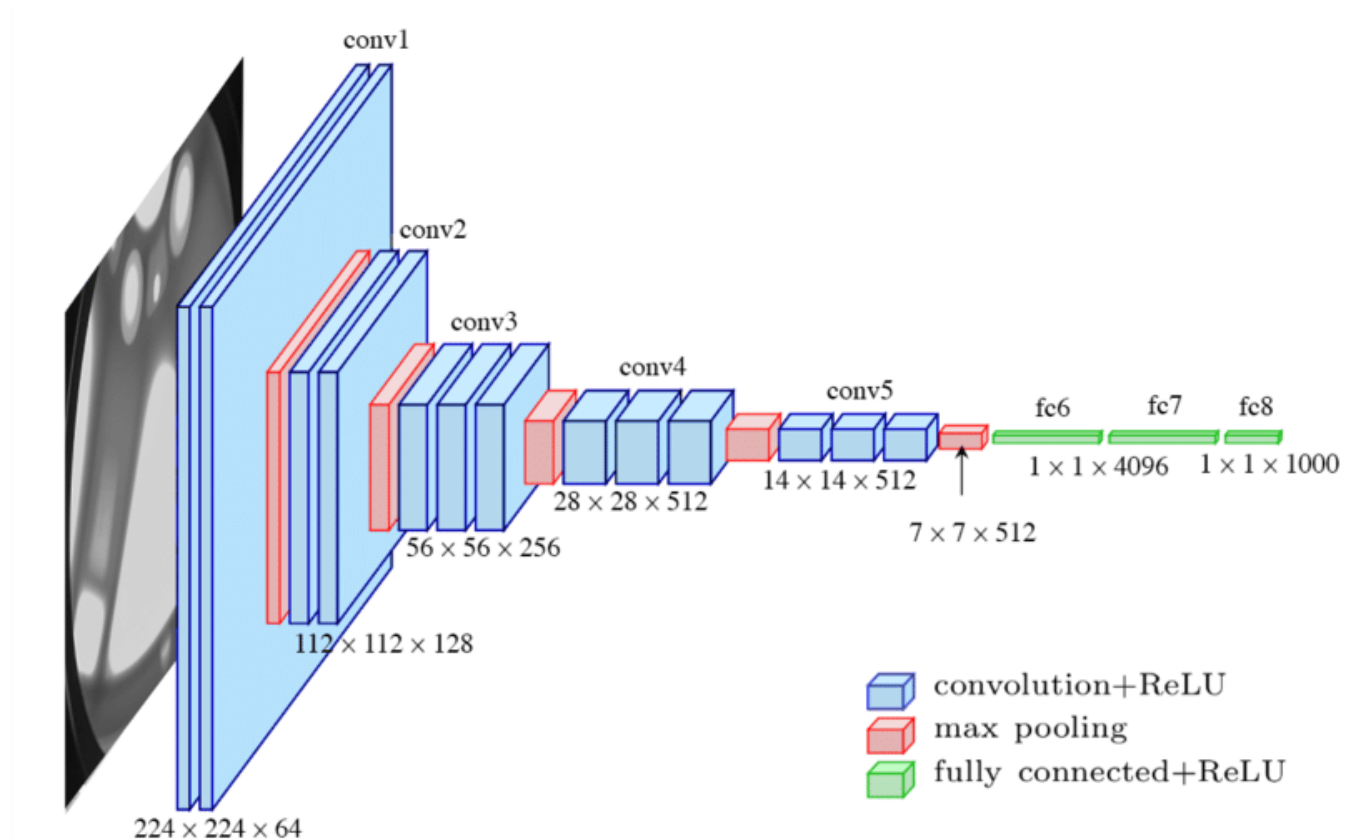 conv1
conv2
conv3
conv4
conv5
fc6
fc7
fc8
1 × 1 × 4096
1 × 1 × 1000
14 × 14 × 512
28 × 28 × 512
7 × 7 × 512
56 × 56 × 256
112 × 112 × 128
224 × 224 × 64
convolution+ReLU
max pooling
fully connected+ReLU